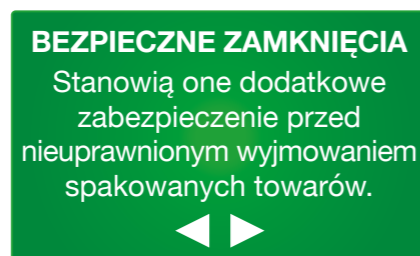 BEZPIECZNE ZAMKNIĘCIA
Stanowią one dodatkowe
zabezpieczenie przed
nieuprawnionym wyjmowaniem
spakowanych towarów.